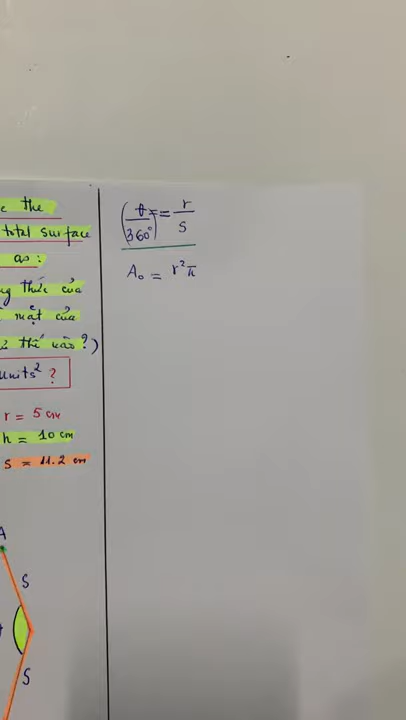 e the
total surface
as:
ng thức của
mặt của
thế nào?)
units² ?
r = 5 cm
h = 10 cm
s = 11.2 cm
A
S
S
(θ/360°) = r/s
A₀ = r²π